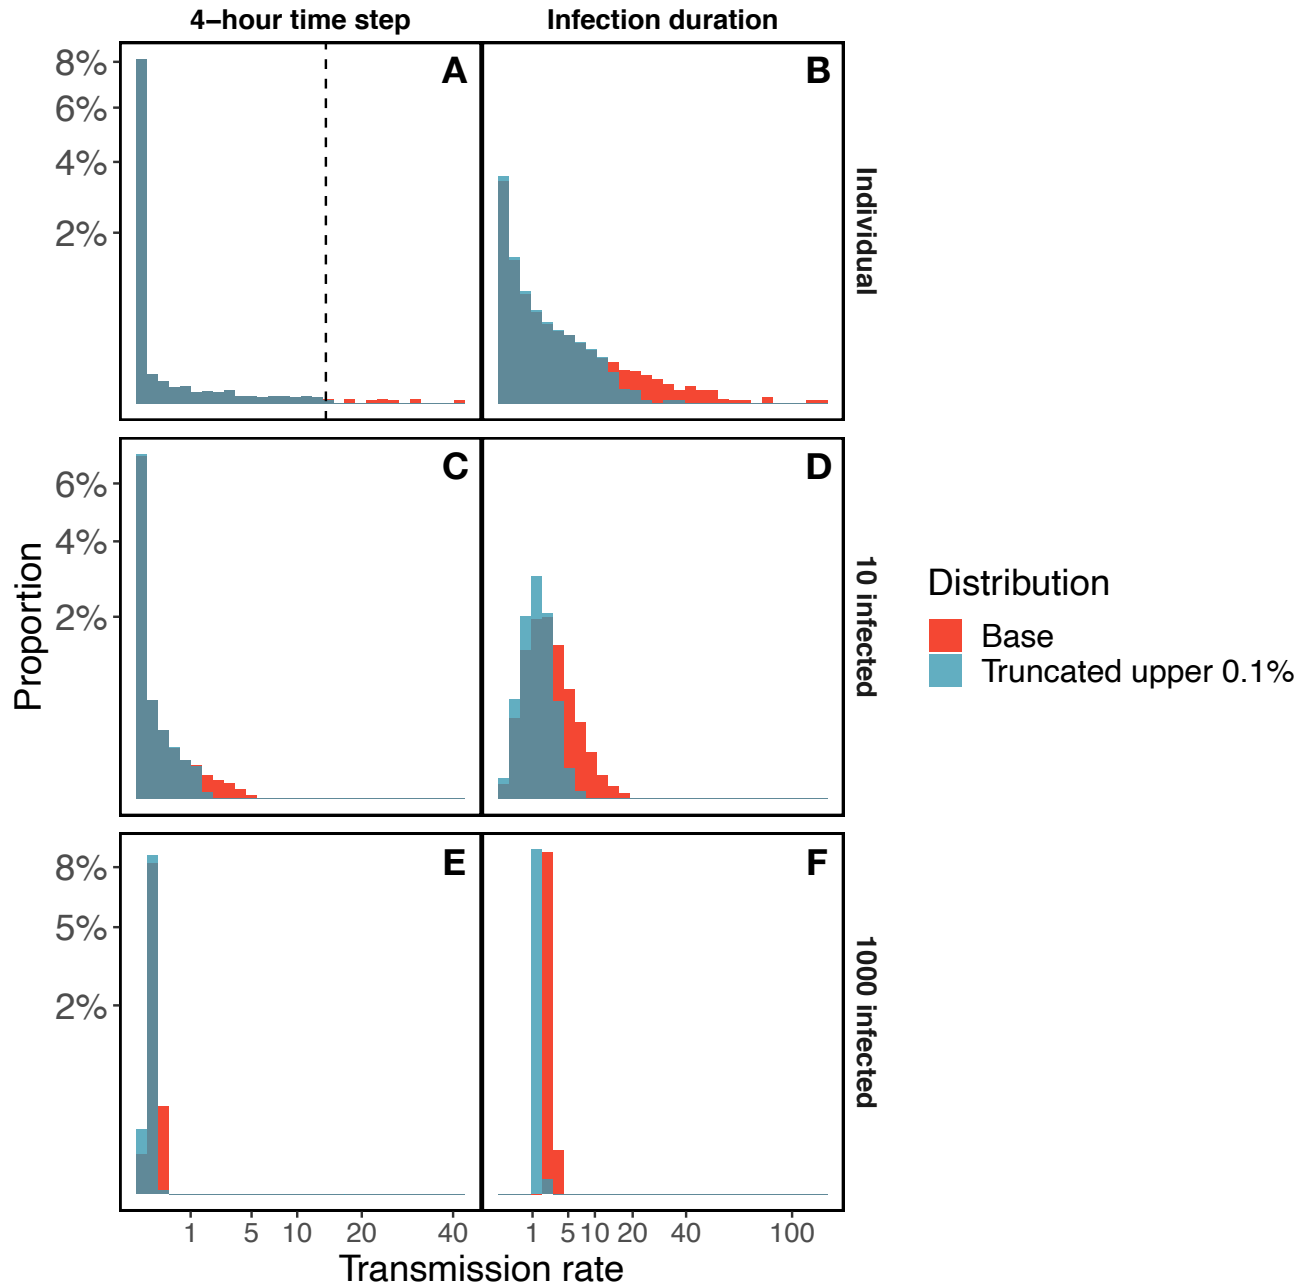 4−hour time step
Infection duration
8%
6%
4%
2%
A
B
Individual
6%
4%
2%
C
D
10 infected
Proportion
Distribution
Base
Truncated upper 0.1%
8%
5%
2%
E
F
1000 infected
1 5 10 20 40
1 5 10 20 40 100
Transmission rate